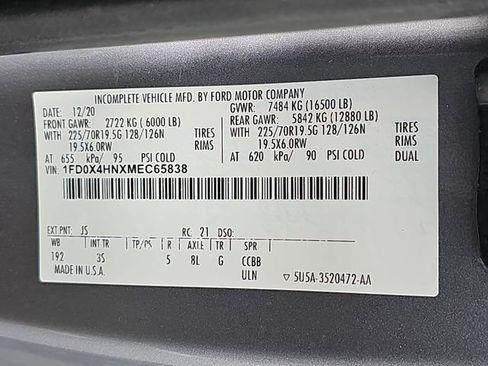 INCOMPLETE VEHICLE MFD. BY FORD MOTOR COMPANY
12/20 GVWR: 7484 KG (16500 LB)
FRONT GAWR: 2722 KG (6000 LB) REAR GAWR: 5842 KG (12880 LB)
WITH 225/70R19.5G 128/126N TIRES WITH 225/70R19.5G 128/126N TIRES
19.5X6.0RW RIMS 19.5X6.0RW RIMS
AT 655 kPa/ 95 PSI COLD AT 620 kPa/ 90 PSI COLD DUAL
VIN: 1FD0X4HNXMEC65838
EXT PNT: JS RC: 21 DSO:
WB INT TR TP/PS R AXLE TR SPR
192 3S 5 8L G CCBB
MADE IN U.S.A. ULN ▽ 5U5A-3520472-AA